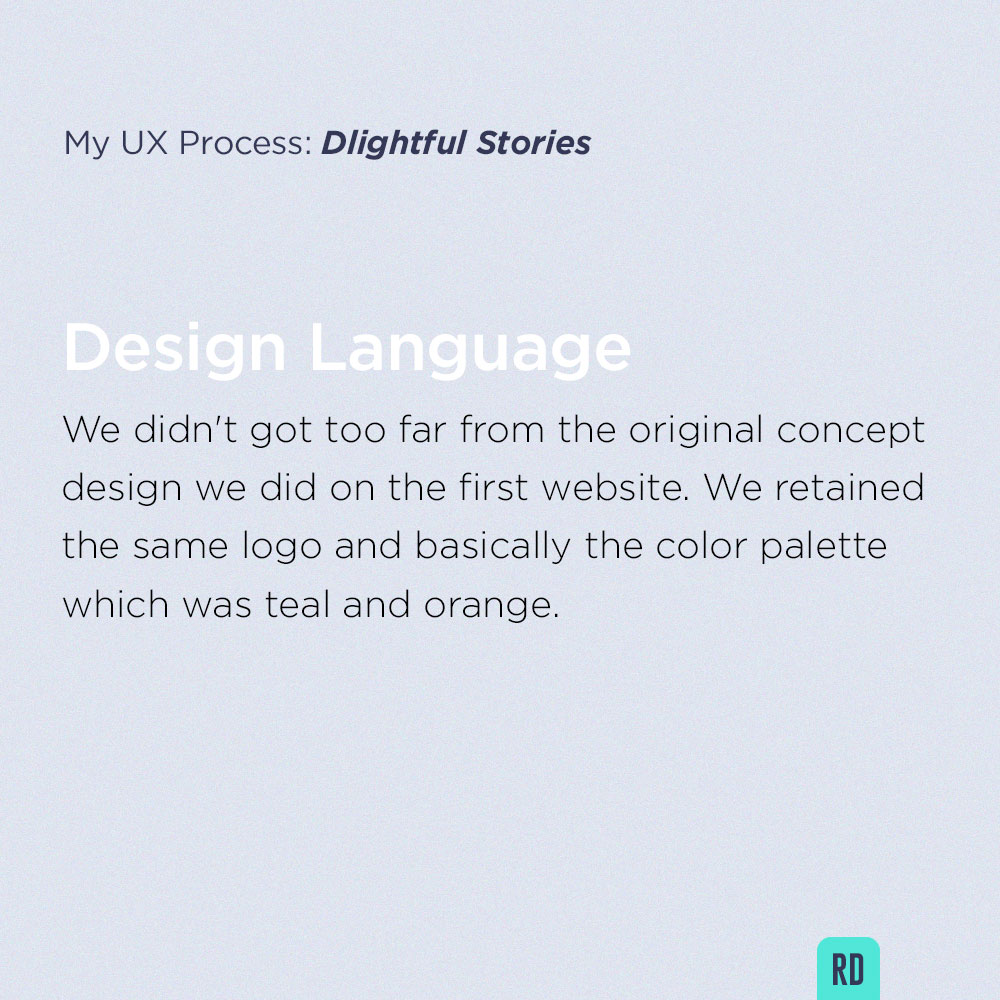 My UX Process: Dlightful Stories
Design Language
We didn't got too far from the original concept
design we did on the first website. We retained
the same logo and basically the color palette
which was teal and orange.
RD